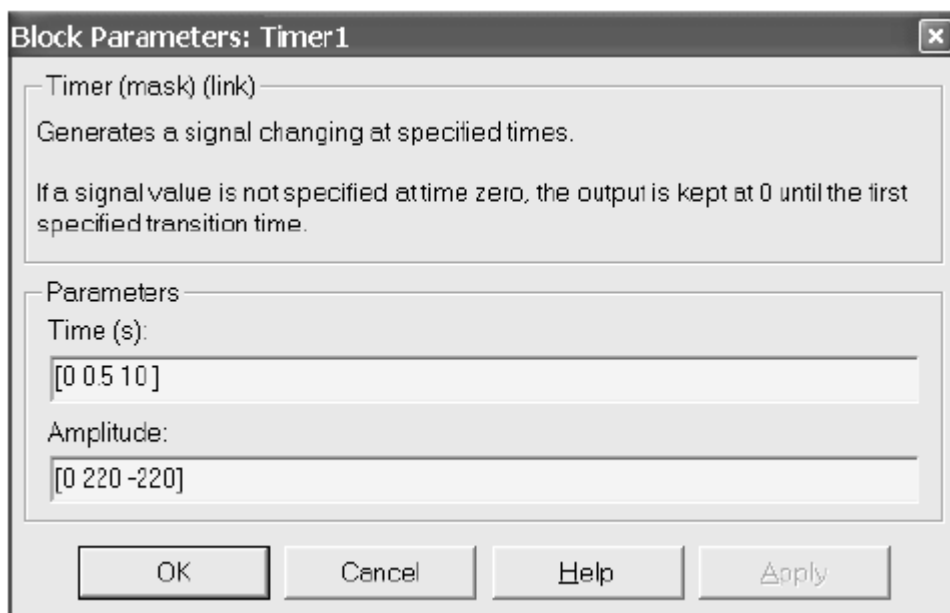 Block Parameters: Timer1
Timer (mask) (link)
Generates a signal changing at specified times.
If a signal value is not specified at time zero, the output is kept at 0 until the first
specified transition time.
Parameters
Time (s):
[0 0.5 10 ]
Amplitude:
[0 220 -220]
OK
Cancel
Help
Apply